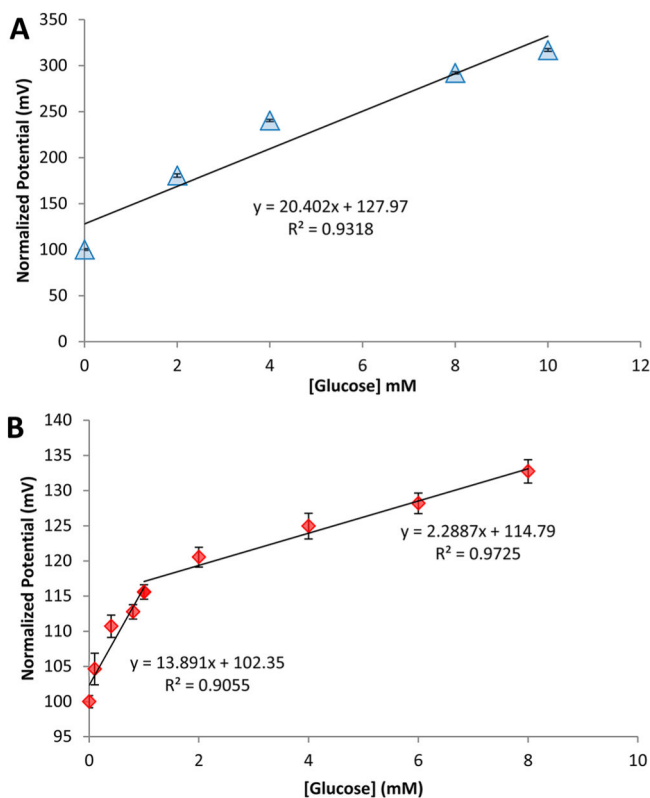 A
350
300
250
200
150
100
50
0
Normalized Potential (mV)
y = 20.402x + 127.97
R² = 0.9318
0 2 4 6 8 10 12
[Glucose] mM
B
140
135
130
125
120
115
110
105
100
95
Normalized Potential (mV)
y = 2.2887x + 114.79
R² = 0.9725
y = 13.891x + 102.35
R² = 0.9055
0 2 4 6 8 10
[Glucose] (mM)